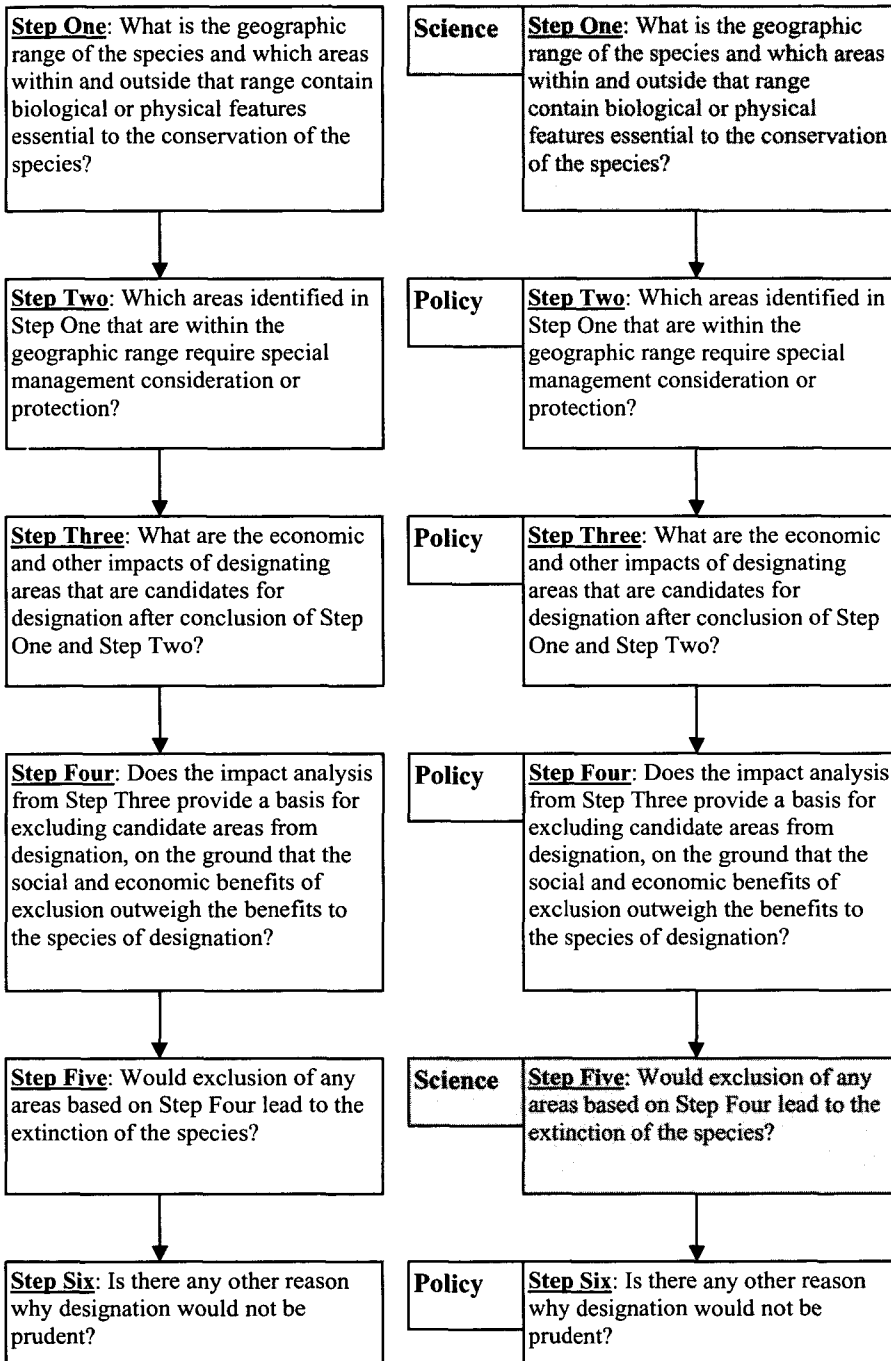 Step One: What is the geographic
range of the species and which areas
within and outside that range contain
biological or physical features
essential to the conservation of the
species?
Step Two: Which areas identified in
Step One that are within the
geographic range require special
management consideration or
protection?
Step Three: What are the economic
and other impacts of designating
areas that are candidates for
designation after conclusion of Step
One and Step Two?
Step Four: Does the impact analysis
from Step Three provide a basis for
excluding candidate areas from
designation, on the ground that the
social and economic benefits of
exclusion outweigh the benefits to
the species of designation?
Step Five: Would exclusion of any
areas based on Step Four lead to the
extinction of the species?
Step Six: Is there any other reason
why designation would not be
prudent?
Science
Step One: What is the geographic
range of the species and which areas
within and outside that range
contain biological or physical
features essential to the conservation
of the species?
Policy
Step Two: Which areas identified in
Step One that are within the
geographic range require special
management consideration or
protection?
Policy
Step Three: What are the economic
and other impacts of designating
areas that are candidates for
designation after conclusion of Step
One and Step Two?
Policy
Step Four: Does the impact analysis
from Step Three provide a basis for
excluding candidate areas from
designation, on the ground that the
social and economic benefits of
exclusion outweigh the benefits to
the species of designation?
Science
Step Five: Would exclusion of any
areas based on Step Four lead to the
extinction of the species?
Policy
Step Six: Is there any other reason
why designation would not be
prudent?